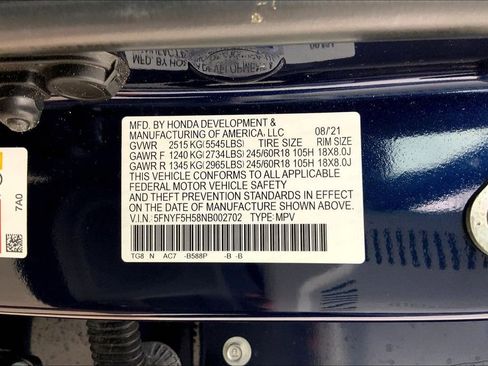 MFD. BY HONDA DEVELOPMENT &
MANUFACTURING OF AMERICA, LLC 08/21
GVWR 2515 KG(5545LBS) TIRE SIZE RIM SIZE
GAWR F 1240 KG(2734LBS) 245/60R18 105H 18X8.0J
GAWR R 1345 KG(2965LBS) 245/60R18 105H 18X8.0J
THIS VEHICLE CONFORMS TO ALL APPLICABLE
FEDERAL MOTOR VEHICLE SAFETY
AND THEFT PREVENTION STANDARDS IN EFFECT
ON THE DATE OF MANUFACTURE SHOWN ABOVE.
V.I.N.: 5FNYF5H58NB002702 TYPE: MPV
TG8 N AC7 -B588P -B -B
7A0